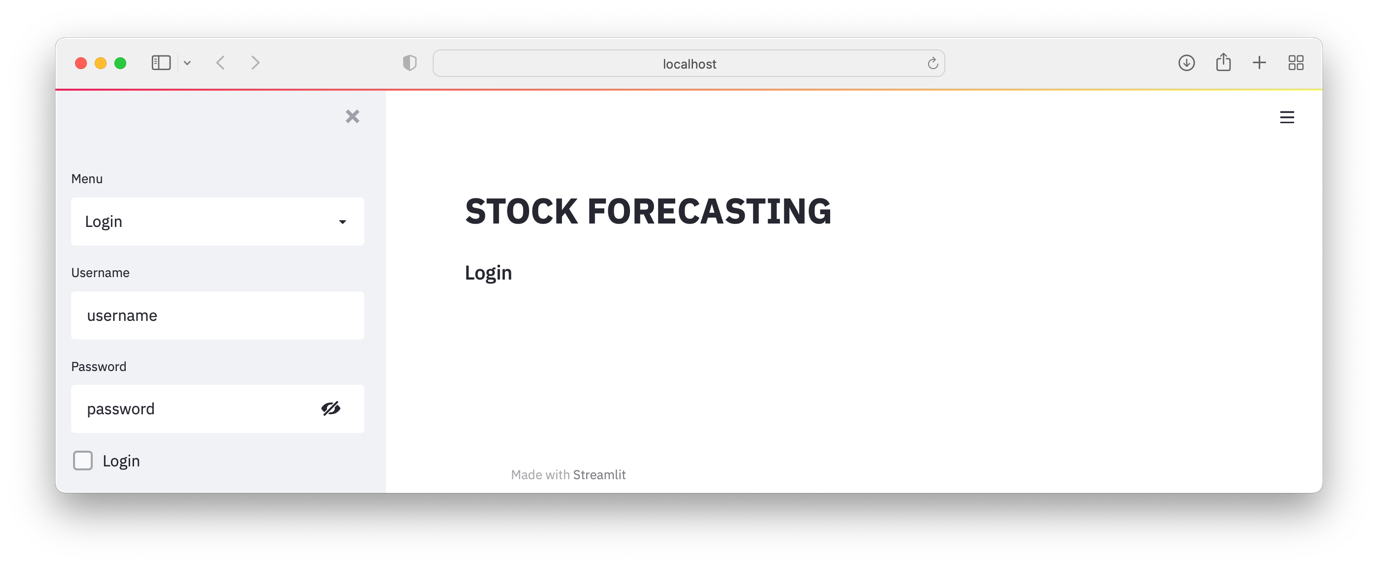 localhost
Menu
Login
Username
username
Password
password
Login
STOCK FORECASTING
Login
Made with Streamlit